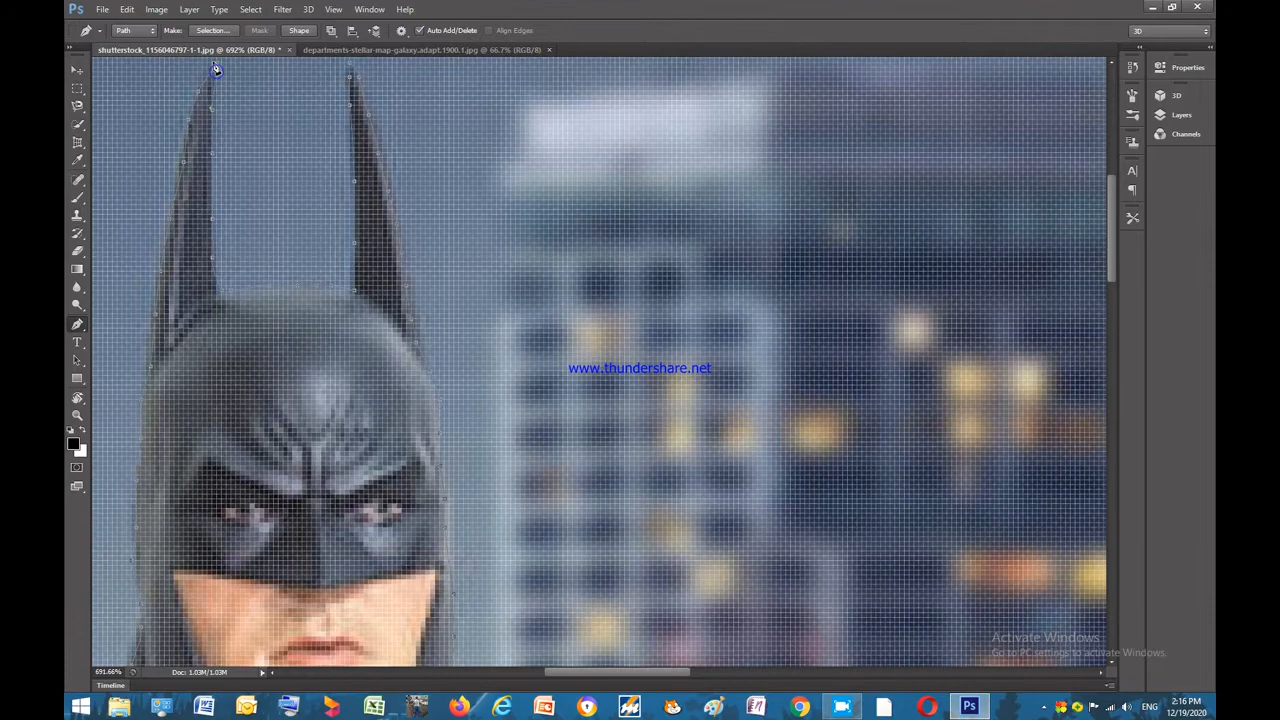 Ps File Edit Image Layer Type Select Filter 3D View Window Help
Path Make: Selection... Mask Shape Auto Add/Delete Align Edges 3D
shutterstock_1156046797-1-1.jpg @ 692% (RGB/8) * × departments-stellar-map-galaxy.adapt.1900.1.jpg @ 66.7% (RGB/8) ×
Properties
3D
Layers
Channels
www.thundershare.net
Activate Windows
Go to PC settings to activate Windows.
691.66% Doc: 1.03M/1.03M
Timeline
ENG 2:16 PM
12/19/2020